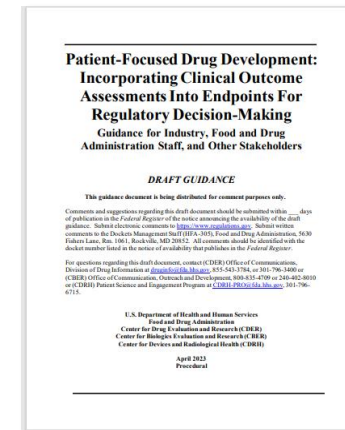 Patient-Focused Drug Development:
Incorporating Clinical Outcome
Assessments Into Endpoints For
Regulatory Decision-Making
Guidance for Industry, Food and Drug
Administration Staff, and Other Stakeholders
DRAFT GUIDANCE
This guidance document is being distributed for comment purposes only.
Comments and suggestions regarding this draft document should be submitted within ___ days
of publication in the Federal Register of the notice announcing the availability of the draft
guidance. Submit electronic comments to https://www.regulations.gov. Submit written
comments to the Dockets Management Staff (HFA-305), Food and Drug Administration, 5630
Fishers Lane, Rm. 1061, Rockville, MD 20852. All comments should be identified with the
docket number listed in the notice of availability that publishes in the Federal Register.
For questions regarding this draft document, contact (CDER) Office of Communications,
Division of Drug Information at druginfo@fda.hhs.gov, 855-543-3784, or 301-796-3400 or
(CBER) Office of Communication, Outreach and Development, 800-835-4709 or 240-402-8010
or (CDRH) Patient Science and Engagement Program at CDRH-PRO@fda.hhs.gov, 301-796-
6715.
U.S. Department of Health and Human Services
Food and Drug Administration
Center for Drug Evaluation and Research (CDER)
Center for Biologics Evaluation and Research (CBER)
Center for Devices and Radiological Health (CDRH)
April 2023
Procedural